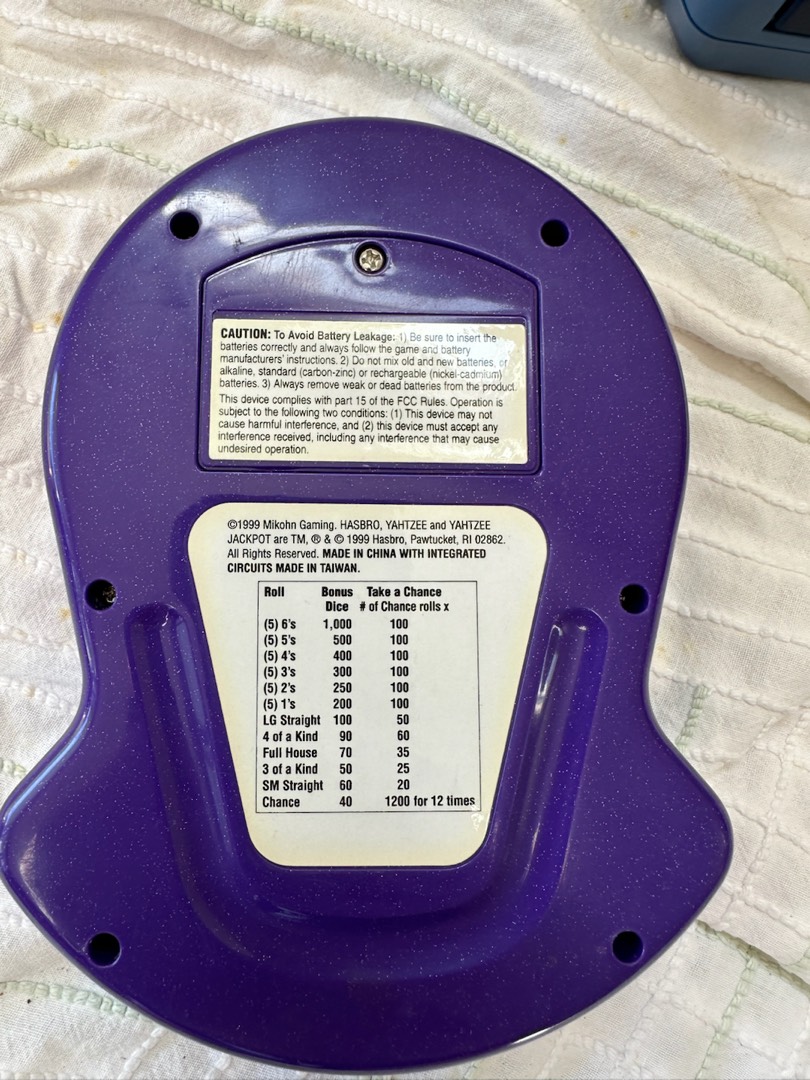 CAUTION: To Avoid Battery Leakage: 1) Be sure to insert the
batteries correctly and always follow the game and battery
manufacturers' instructions. 2) Do not mix old and new batteries, or
alkaline, standard (carbon-zinc) or rechargeable (nickel-cadmium)
batteries. 3) Always remove weak or dead batteries from the product.
This device complies with part 15 of the FCC Rules. Operation is
subject to the following two conditions: (1) This device may not
cause harmful interference, and (2) this device must accept any
interference received, including any interference that may cause
undesired operation.
©1999 Mikohn Gaming. HASBRO, YAHTZEE and YAHTZEE
JACKPOT are TM, ® & © 1999 Hasbro, Pawtucket, RI 02862.
All Rights Reserved. MADE IN CHINA WITH INTEGRATED
CIRCUITS MADE IN TAIWAN.
Roll Bonus Take a Chance
Dice # of Chance rolls x
(5) 6's 1,000 100
(5) 5's 500 100
(5) 4's 400 100
(5) 3's 300 100
(5) 2's 250 100
(5) 1's 200 100
LG Straight 100 50
4 of a Kind 90 60
Full House 70 35
3 of a Kind 50 25
SM Straight 60 20
Chance 40 1200 for 12 times